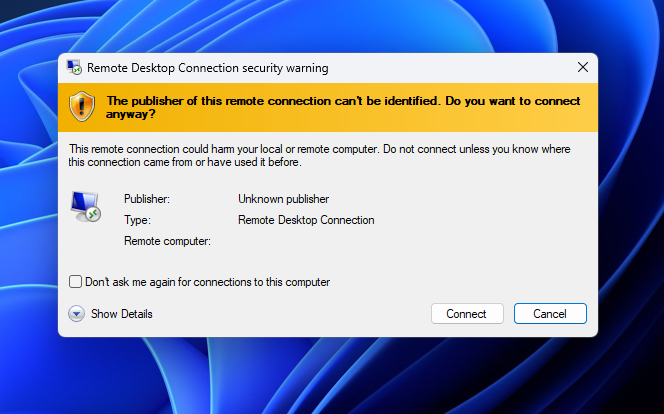 Remote Desktop Connection security warning
The publisher of this remote connection can't be identified. Do you want to connect
anyway?
This remote connection could harm your local or remote computer. Do not connect unless you know where
this connection came from or have used it before.
Publisher: Unknown publisher
Type: Remote Desktop Connection
Remote computer:
Don't ask me again for connections to this computer
Show Details Connect Cancel